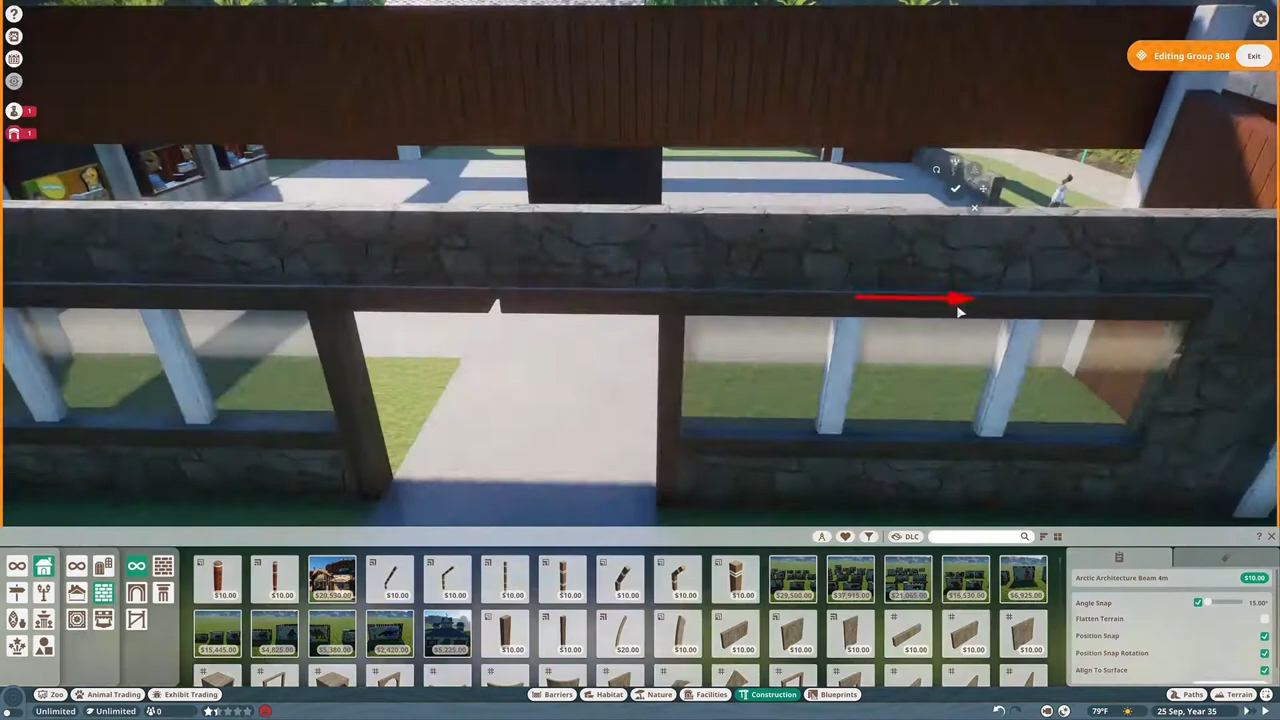 ?
Editing Group 308 Exit
1
1
DLC
? ×
$10.00 $10.00 $20,530.00 $10.00 $10.00 $10.00 $10.00 $10.00 $10.00 $10.00 $29,500.00 $37,915.00 $21,065.00 $16,530.00 $6,925.00
Arctic Architecture Beam 4m $10.00
Angle Snap 15.00°
Flatten Terrain
$15,445.00 $4,825.00 $5,380.00 $2,420.00 $5,225.00 $10.00 $10.00 $20.00 $10.00 $10.00 $10.00 $10.00 $10.00 $10.00 $10.00
Position Snap
Position Snap Rotation
Align To Surface
Zoo Animal Trading Exhibit Trading Barriers Habitat Nature Facilities Construction Blueprints Paths Terrain
Unlimited Unlimited 0 79°F 25 Sep, Year 35